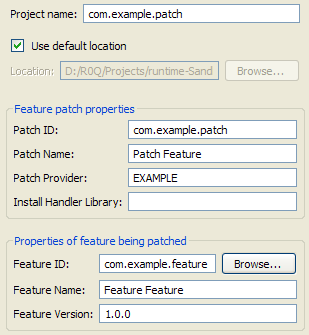 Project name: com.example.patch
Use default location
Location: D:/R0Q/Projects/runtime-Sand Browse...
Feature patch properties
Patch ID: com.example.patch
Patch Name: Patch Feature
Patch Provider: EXAMPLE
Install Handler Library:
Properties of feature being patched
Feature ID: com.example.feature Browse...
Feature Name: Feature Feature
Feature Version: 1.0.0